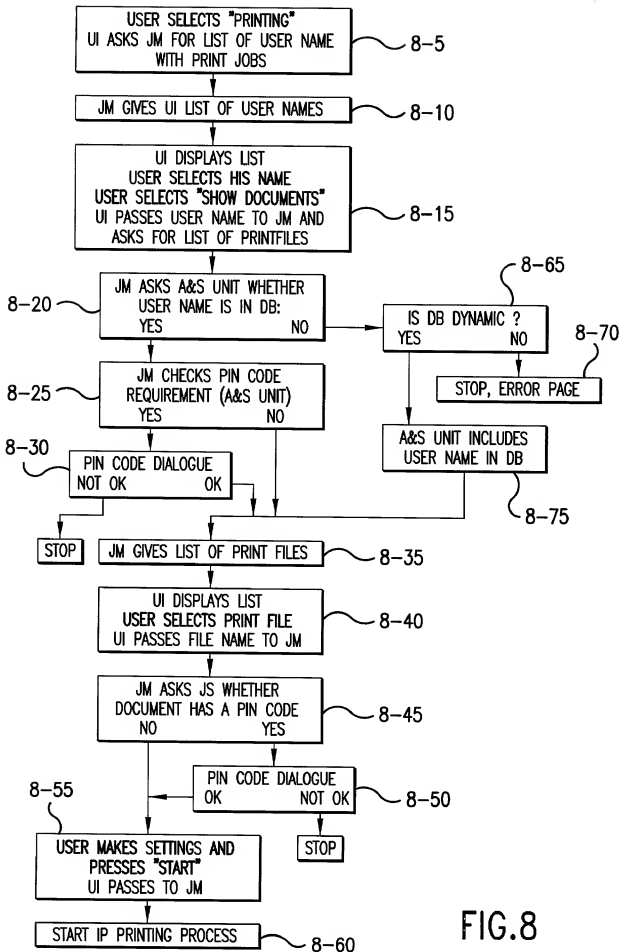 USER SELECTS "PRINTING"
UI ASKS JM FOR LIST OF USER NAME
WITH PRINT JOBS
8-5
JM GIVES UI LIST OF USER NAMES
8-10
UI DISPLAYS LIST
USER SELECTS HIS NAME
USER SELECTS "SHOW DOCUMENTS"
UI PASSES USER NAME TO JM AND
ASKS FOR LIST OF PRINTFILES
8-15
8-20
JM ASKS A&S UNIT WHETHER
USER NAME IS IN DB:
YES NO
8-65
IS DB DYNAMIC ?
YES NO
8-70
STOP, ERROR PAGE
8-25
JM CHECKS PIN CODE
REQUIREMENT (A&S UNIT)
YES NO
A&S UNIT INCLUDES
USER NAME IN DB
8-75
8-30
PIN CODE DIALOGUE
NOT OK OK
STOP
JM GIVES LIST OF PRINT FILES
8-35
UI DISPLAYS LIST
USER SELECTS PRINT FILE
UI PASSES FILE NAME TO JM
8-40
JM ASKS JS WHETHER
DOCUMENT HAS A PIN CODE
NO YES
8-45
PIN CODE DIALOGUE
OK NOT OK
8-50
STOP
8-55
USER MAKES SETTINGS AND
PRESSES "START"
UI PASSES TO JM
START IP PRINTING PROCESS
8-60
FIG.8